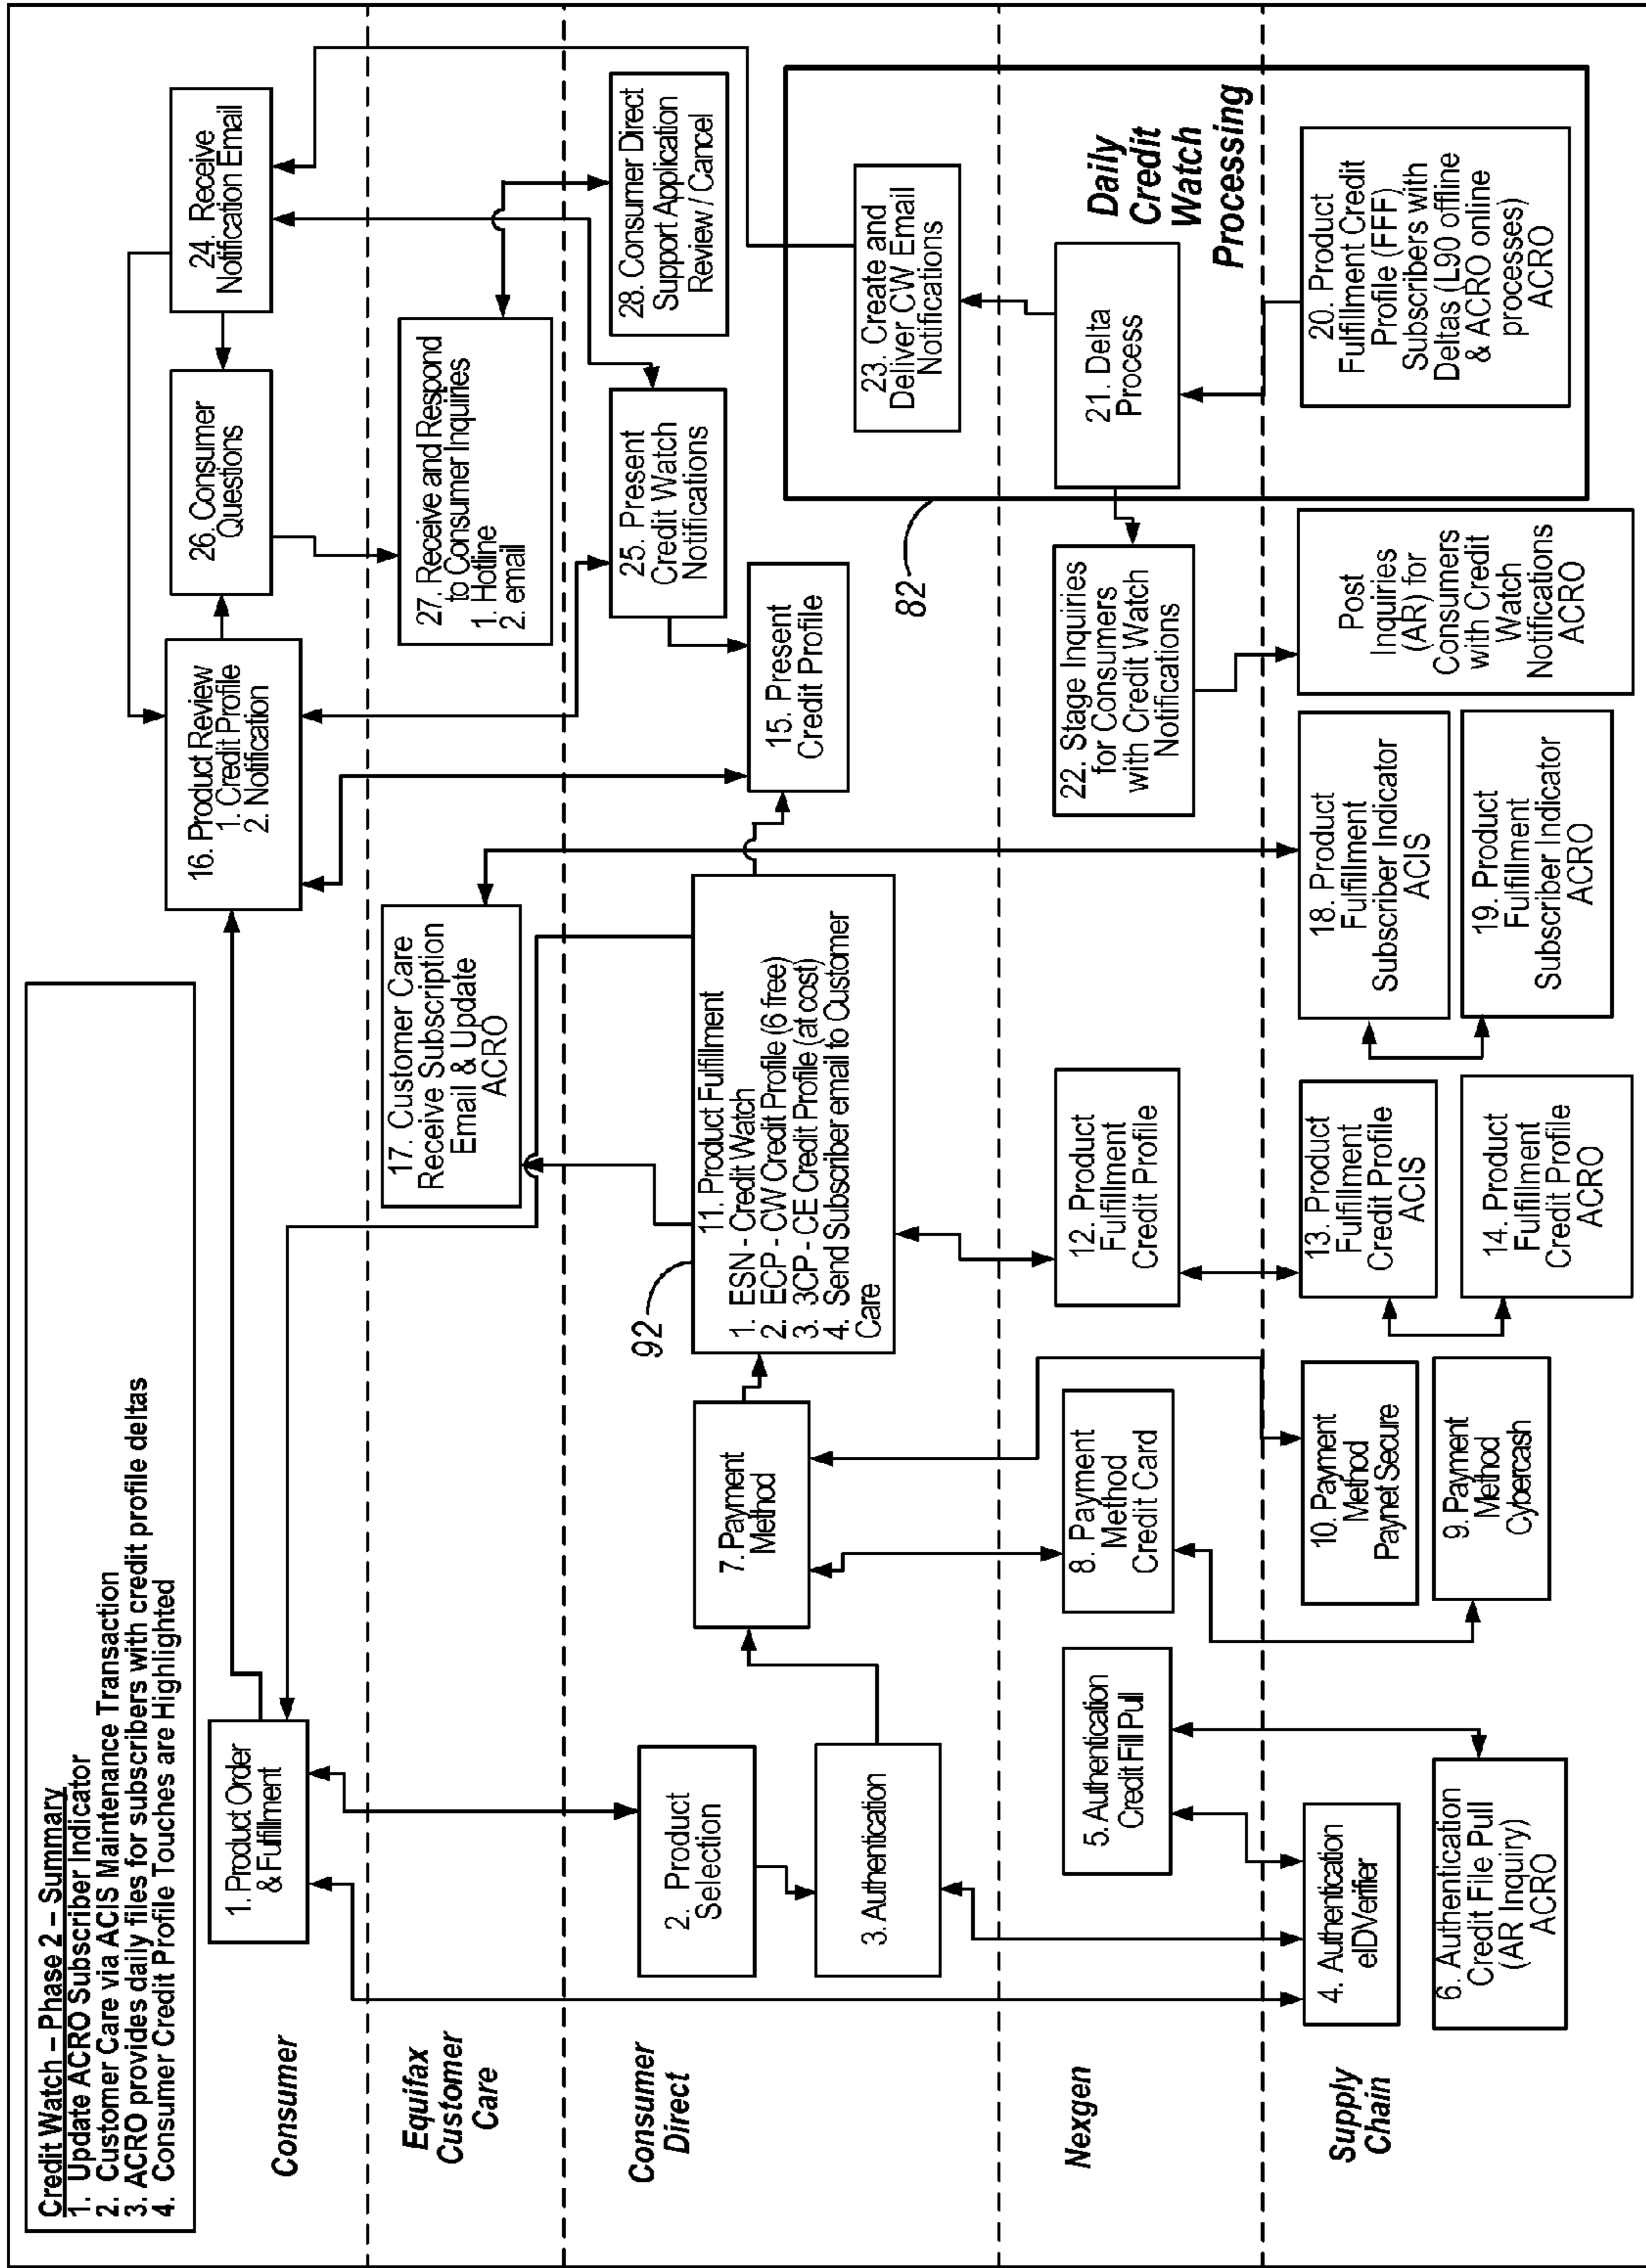 Credit Watch – Phase 2 – Summary
1. Update ACRO Subscriber Indicator
2. Customer Care via ACIS Maintenance Transaction
3. ACRO provides daily files for subscribers with credit profile deltas
4. Consumer Credit Profile Touches are Highlighted
Consumer
1. Product Order
& Fulfillment
16. Product Review
1. Credit Profile
2. Notification
26. Consumer
Questions
24. Receive
Notification Email
Equifax
Customer
Care
17. Customer Care
Receive Subscription
Email & Update
ACRO
27. Receive and Respond
to Consumer Inquiries
1. Hotline
2. email
Consumer
Direct
2. Product
Selection
3. Authentication
7. Payment
Method
92
11. Product Fulfillment
1. ESN - Credit Watch
2. ECP - CW Credit Profile (6 free)
3. 3CP - CE Credit Profile (at cost)
4. Send Subscriber email to Customer
Care
15. Present
Credit Profile
25. Present
Credit Watch
Notifications
28. Consumer Direct
Support Application
Review / Cancel
82
23. Create and
Deliver CW Email
Notifications
Nexgen
5. Authentication
Credit Fill Pull
8. Payment
Method
Credit Card
12. Product
Fulfillment
Credit Profile
22. Stage Inquiries
for Consumers
with Credit Watch
Notifications
21. Delta
Process
Daily
Credit
Watch
Processing
Supply
Chain
4. Authentication
eIDVerifier
6. Authentication
Credit File Pull
(AR Inquiry)
ACRO
10. Payment
Method
Paynet Secure
9. Payment
Method
Cybercash
13. Product
Fulfillment
Credit Profile
ACIS
14. Product
Fulfillment
Credit Profile
ACRO
18. Product
Fulfillment
Subscriber Indicator
ACIS
19. Product
Fulfillment
Subscriber Indicator
ACRO
Post
Inquiries
(AR) for
Consumers
with Credit
Watch
Notifications
ACRO
20. Product
Fulfillment Credit
Profile (FFF)
Subscribers with
Deltas (L90 offline
& ACRO online
processes)
ACRO